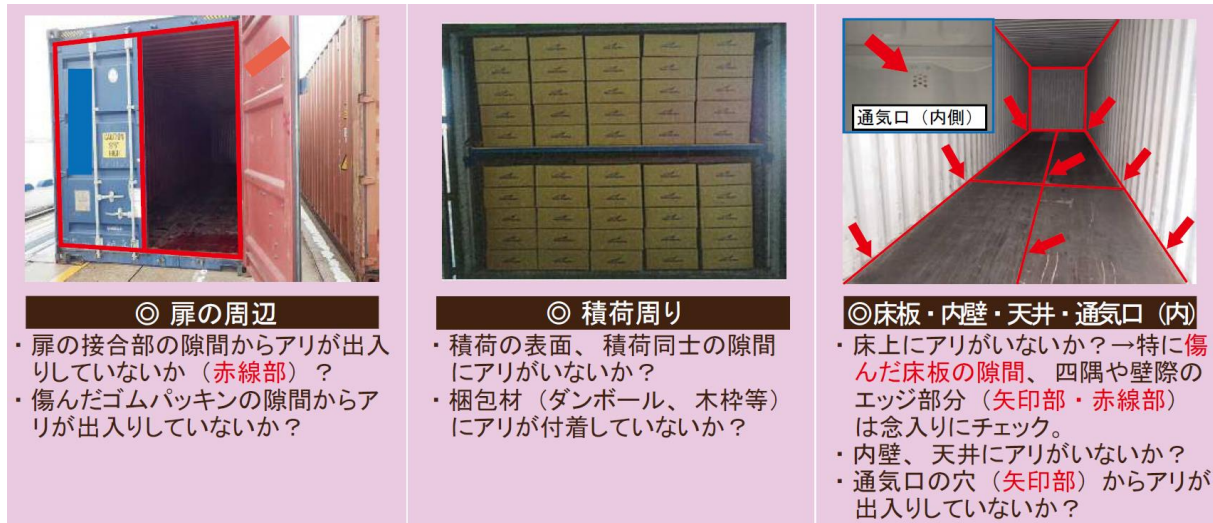 通気口（内側）
◎ 扉の周辺
・扉の接合部の隙間からアリが出入
りしていないか（赤線部）？
・傷んだゴムパッキンの隙間からア
リが出入りしていないか？
◎ 積荷周り
・積荷の表面、積荷同士の隙間
にアリがいないか？
・梱包材（ダンボール、木枠等）
にアリが付着していないか？
◎床板・内壁・天井・通気口（内）
・床上にアリがいないか？→特に傷
んだ床板の隙間、四隅や壁際の
エッジ部分（矢印部・赤線部）
は念入りにチェック。
・内壁、天井にアリがいないか？
・通気口の穴（矢印部）からアリが
出入りしていないか？